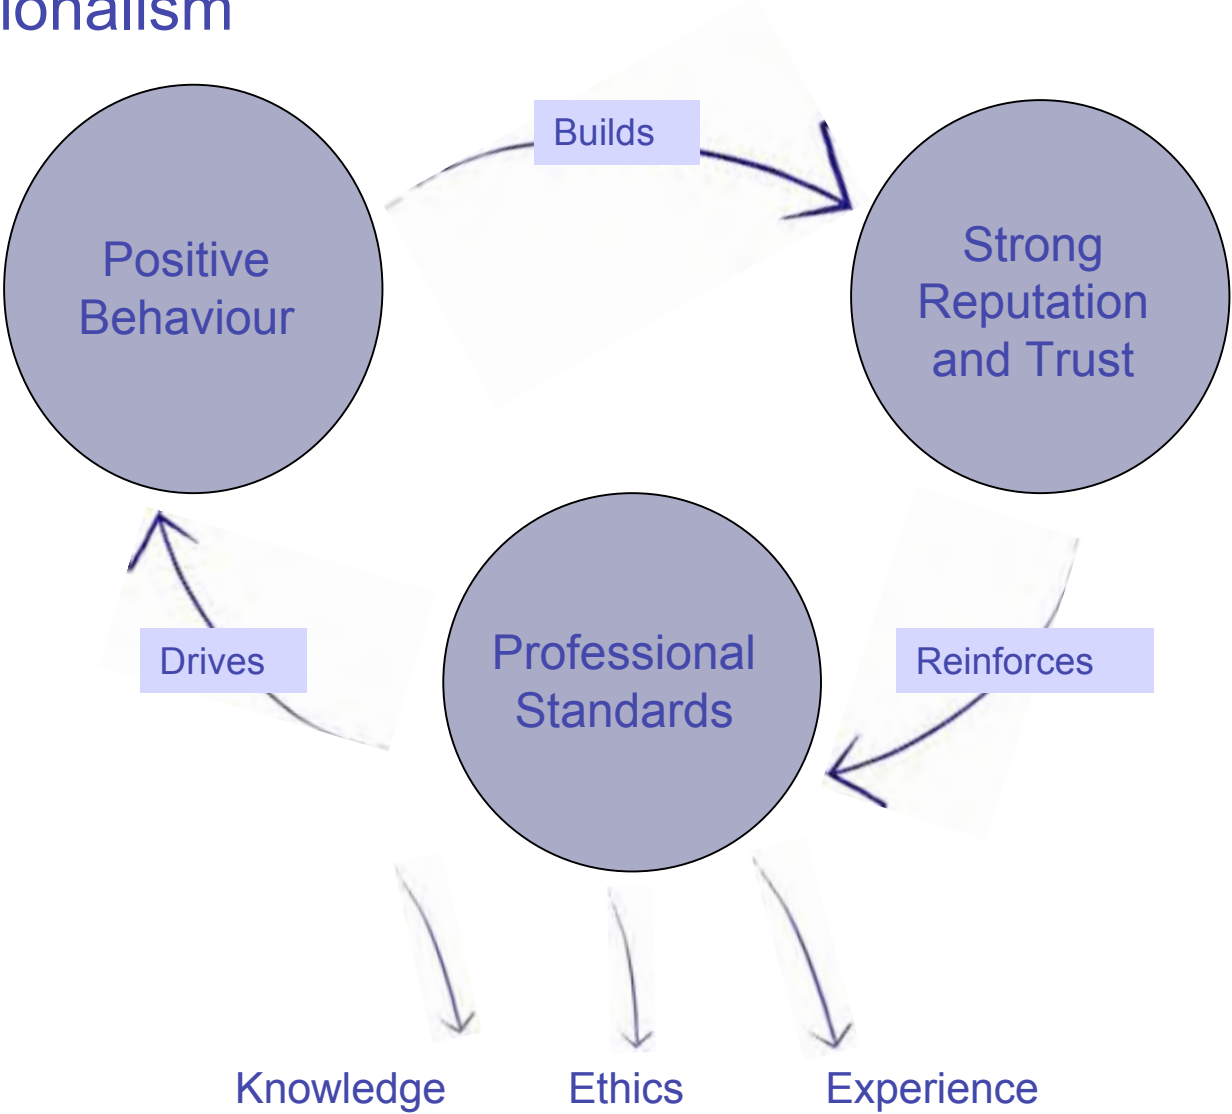 ionalism
Builds
Positive
Behaviour
Strong
Reputation
and Trust
Drives
Professional
Standards
Reinforces
Knowledge
Ethics
Experience